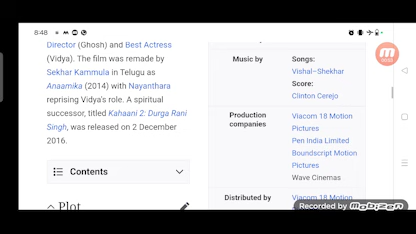 8:48
Director (Ghosh) and Best Actress
(Vidya). The film was remade by
Sekhar Kammula in Telugu as
Anaamika (2014) with Nayanthara
reprising Vidya's role. A spiritual
successor, titled Kahaani 2: Durga Rani
Singh, was released on 2 December
2016.
Contents
Plot
Music by
Songs:
Vishal–Shekhar
Score:
Clinton Cerejo
Production
companies
Viacom 18 Motion
Pictures
Pen India Limited
Boundscript Motion
Pictures
Wave Cinemas
Distributed by
Viacom 18 Motion
Recorded by
Mobizen